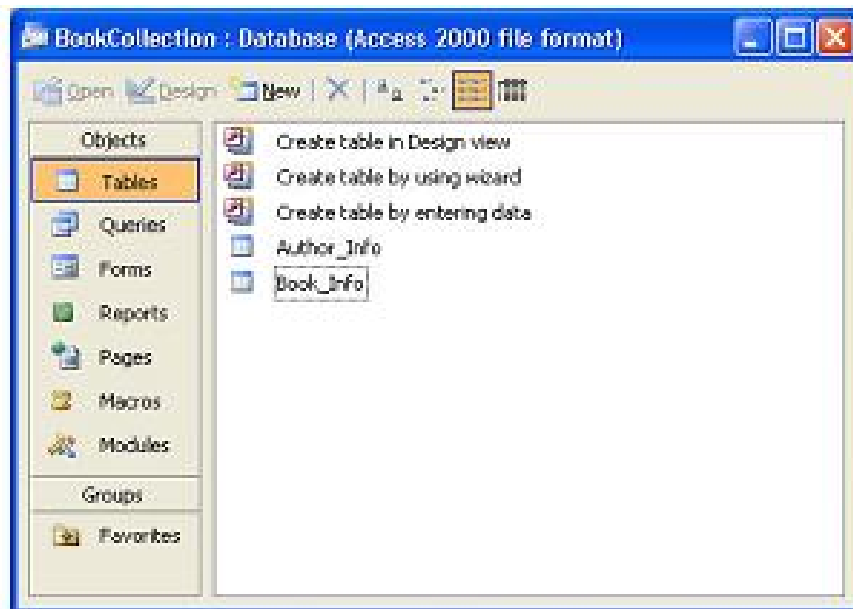 BookCollection : Database (Access 2000 file format)
Open Design New
Objects
Tables
Queries
Forms
Reports
Pages
Macros
Modules
Groups
Favorites
Create table in Design view
Create table by using wizard
Create table by entering data
Author_Info
Book_Info